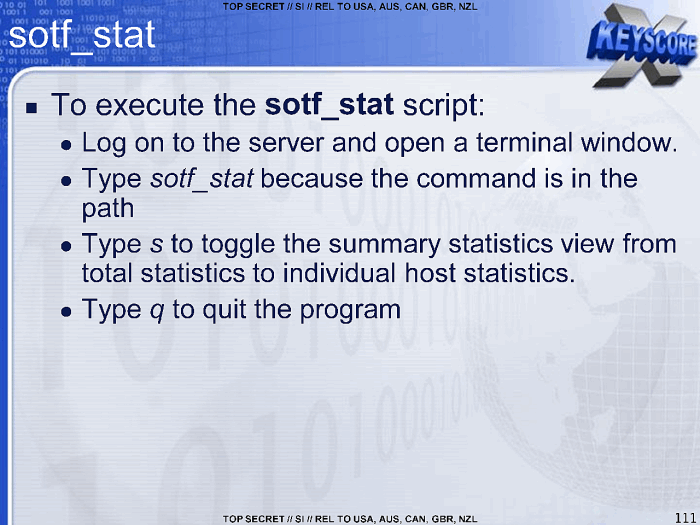 TOP SECRET // SI // REL TO USA, AUS, CAN, GBR, NZL
sotf_stat
XKEYSCORE
■ To execute the sotf_stat script:
● Log on to the server and open a terminal window.
● Type sotf_stat because the command is in the
path
● Type s to toggle the summary statistics view from
total statistics to individual host statistics.
● Type q to quit the program
TOP SECRET // SI // REL TO USA, AUS, CAN, GBR, NZL
111